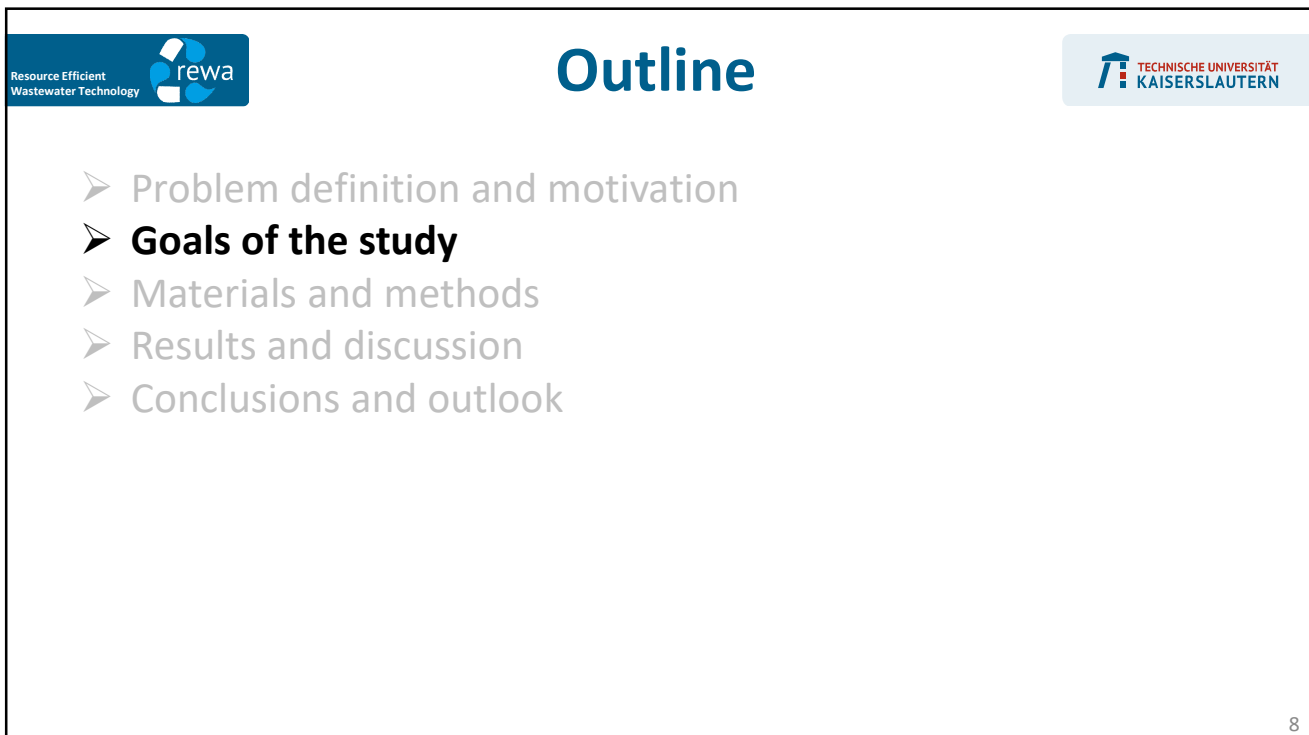 Resource Efficient
Wastewater Technology
rewa
Outline
TECHNISCHE UNIVERSITÄT
KAISERSLAUTERN
➢ Problem definition and motivation
➢ Goals of the study
➢ Materials and methods
➢ Results and discussion
➢ Conclusions and outlook
8